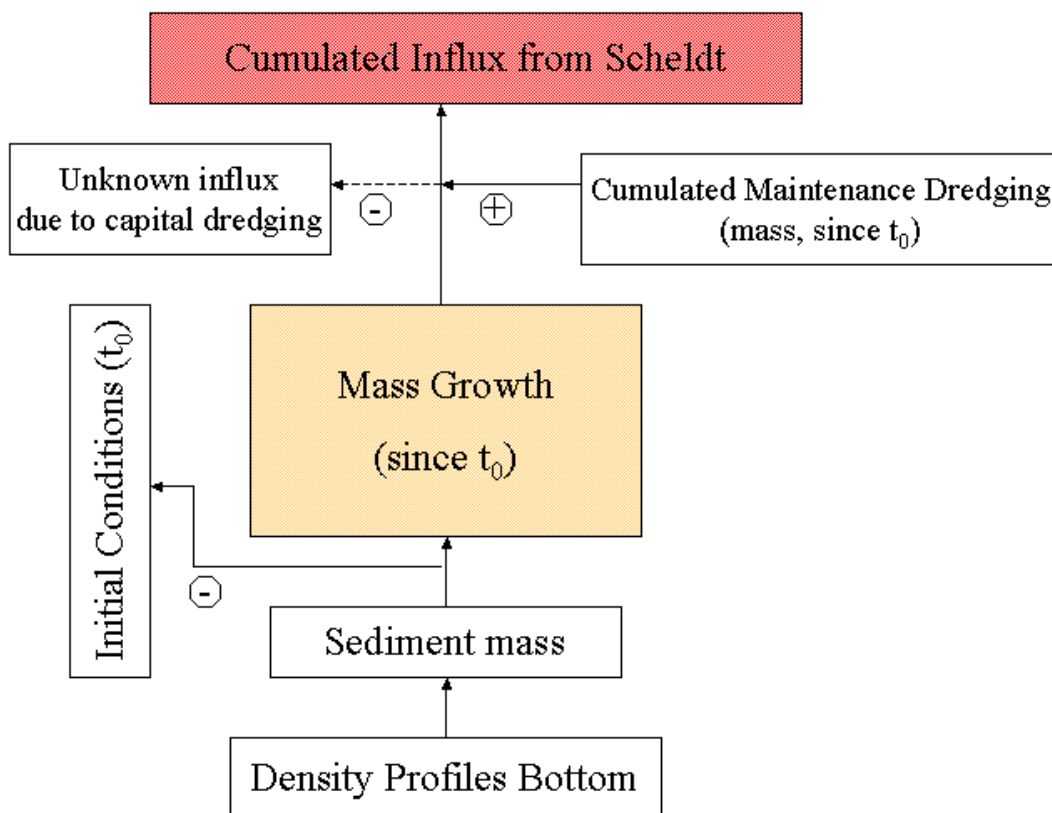 Cumulated Influx from Scheldt
Unknown influx
due to capital dredging
-
+
Cumulated Maintenance Dredging
(mass, since t₀)
Initial Conditions (t₀)
Mass Growth
(since t₀)
-
Sediment mass
Density Profiles Bottom